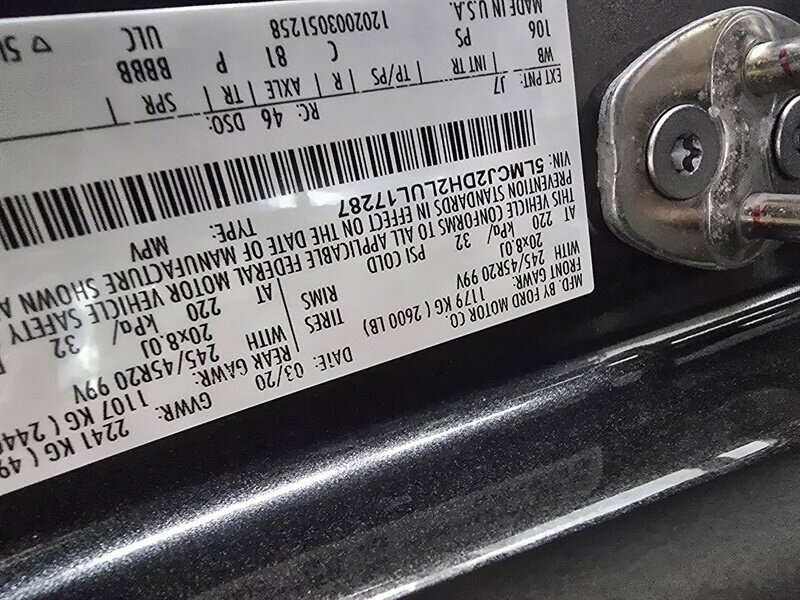 MFD. BY FORD MOTOR CO.
DATE: 03/20 GVWR: 2241 KG ( 49
FRONT GAWR: 1179 KG ( 2600 LB) REAR GAWR: 1107 KG ( 244
WITH 245/45R20 99V TIRES WITH 245/45R20 99V
20x8.0J RIMS 20x8.0J
AT 220 kPa/ 32 PSI COLD AT 220 kPa/ 32
THIS VEHICLE CONFORMS TO ALL APPLICABLE FEDERAL MOTOR VEHICLE SAFETY
PREVENTION STANDARDS IN EFFECT ON THE DATE OF MANUFACTURE SHOWN A
VIN: 5LMCJ2DH2LUL17287 TYPE: MPV
EXT PNT: J7 RC: 46 DSO:
WB | INT TR | TP/PS | R | AXLE | TR | SPR |
106 PS C 81 P BBBB
1202003051258 ULC
MADE IN U.S.A.